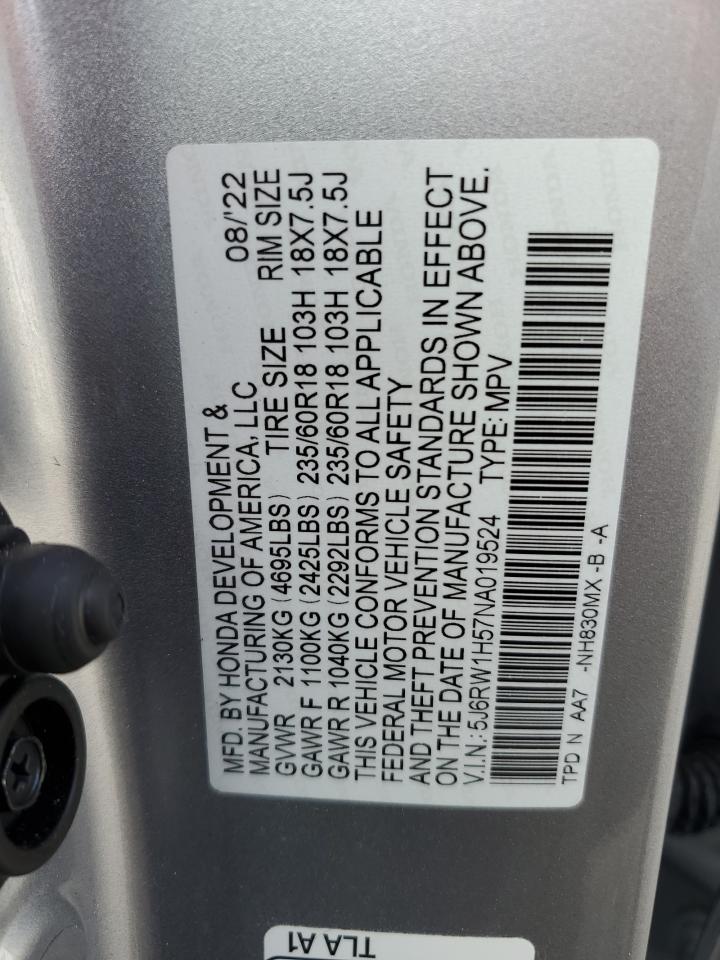 MFD. BY HONDA DEVELOPMENT & 08/'22
MANUFACTURING OF AMERICA, LLC
GVWR 2130KG (4695LBS) TIRE SIZE RIM SIZE
GAWR F 1100KG (2425LBS) 235/60R18 103H 18X7.5J
GAWR R 1040KG (2292LBS) 235/60R18 103H 18X7.5J
THIS VEHICLE CONFORMS TO ALL APPLICABLE
FEDERAL MOTOR VEHICLE SAFETY
AND THEFT PREVENTION STANDARDS IN EFFECT
ON THE DATE OF MANUFACTURE SHOWN ABOVE.
V.I.N.: 5J6RW1H57NA019524 TYPE: MPV
TPD N AA7 -NH830MX -B -A
TLA A1